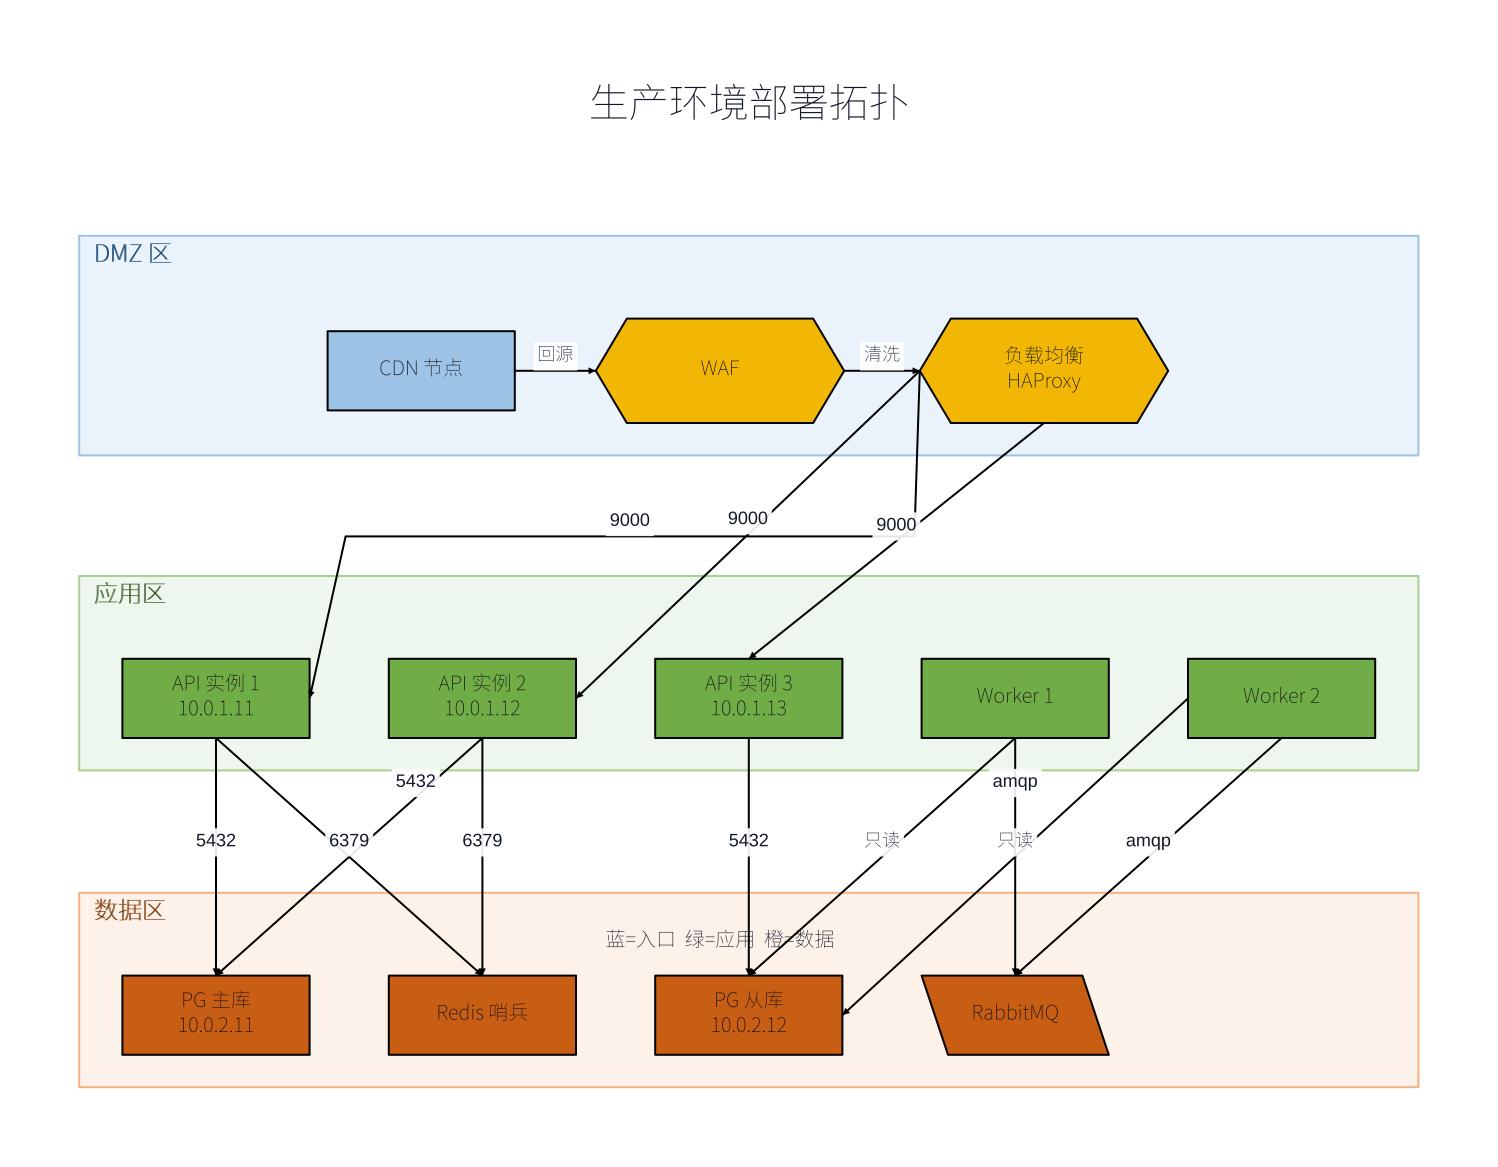 生产环境部署拓扑
DMZ 区
CDN 节点
回源
WAF
清洗
负载均衡
HAProxy
9000
9000
9000
应用区
API 实例 1
10.0.1.11
API 实例 2
10.0.1.12
API 实例 3
10.0.1.13
Worker 1
Worker 2
5432
amqp
5432
6379
6379
5432
只读
只读
amqp
数据区
蓝=入口 绿=应用 橙=数据
PG 主库
10.0.2.11
Redis 哨兵
PG 从库
10.0.2.12
RabbitMQ